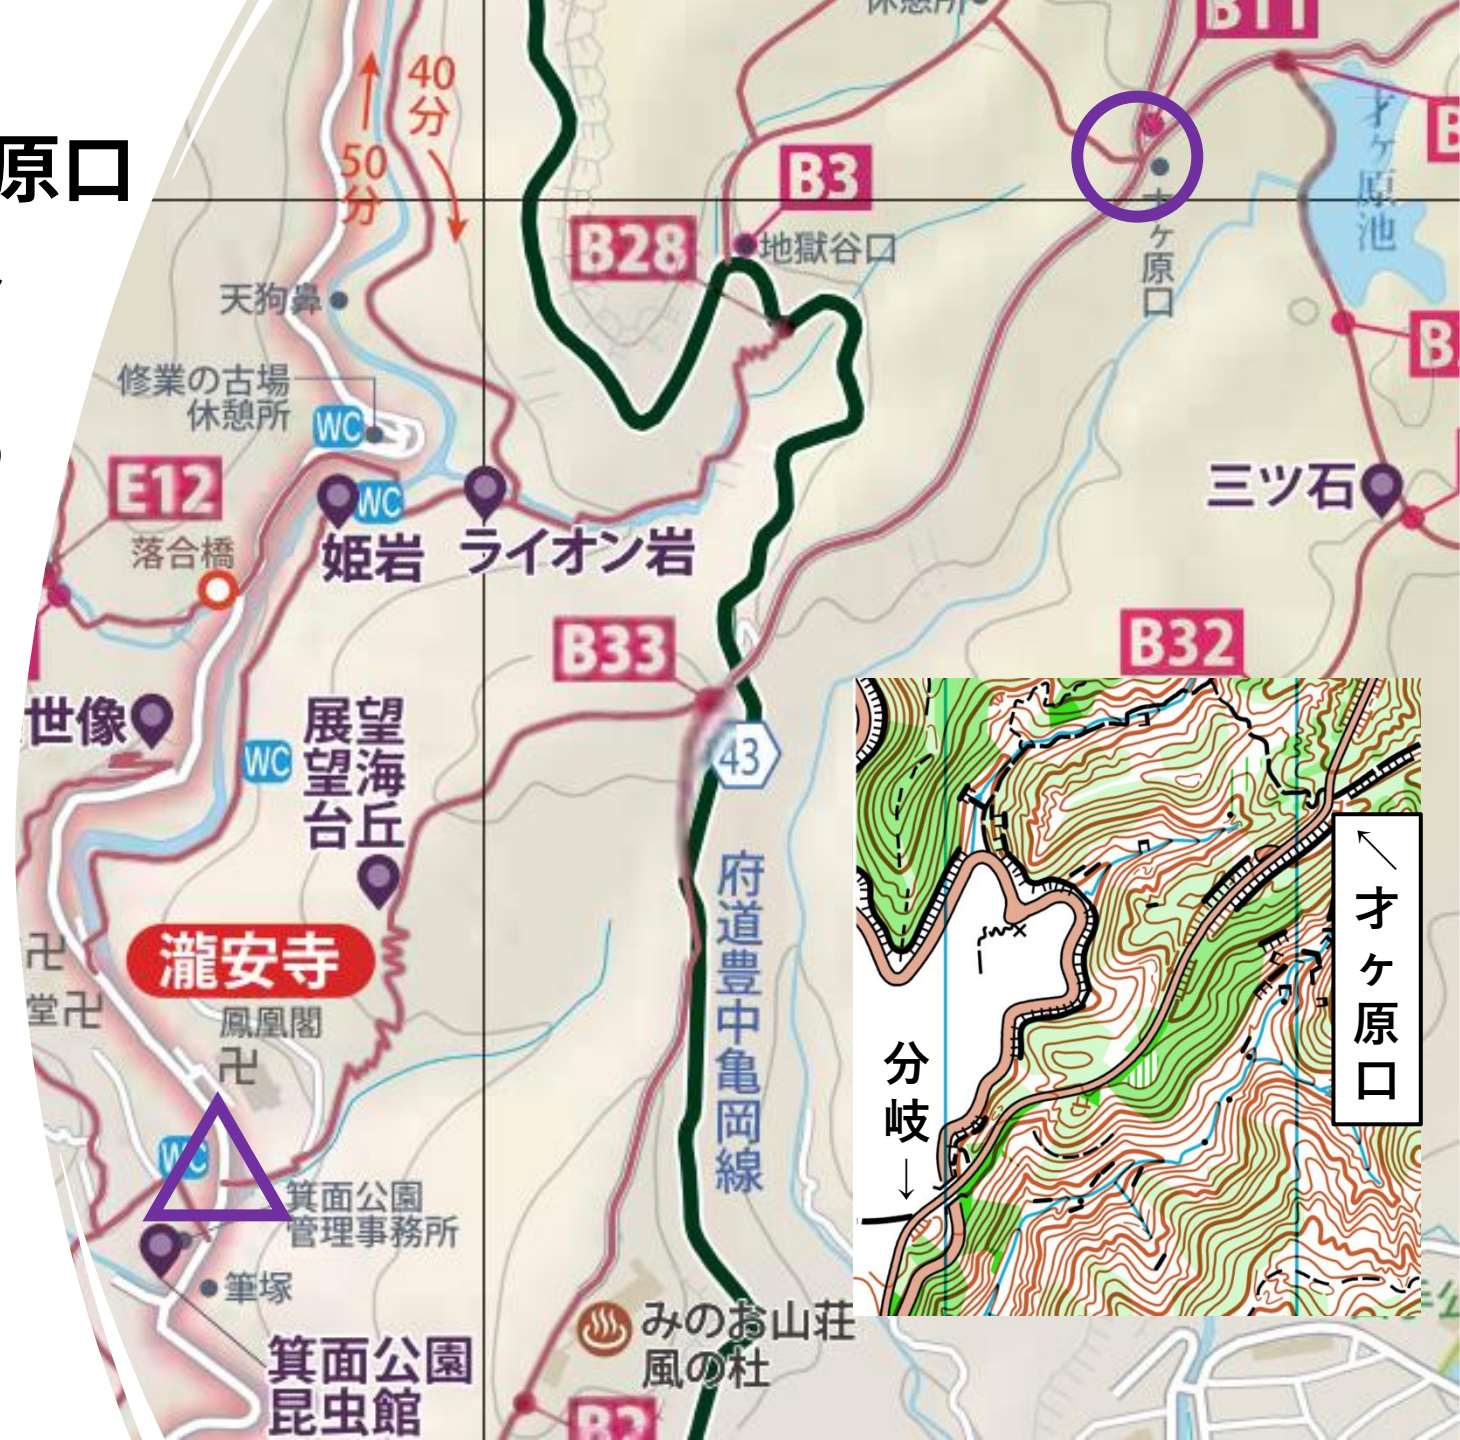 原口
40
分
50
分
B11
才ヶ原池
才ヶ原口
B3
地獄谷口
B28
天狗鼻
修業の古場
休憩所
WC
E12
落合橋
WC
姫岩
ライオン岩
三ツ石
B33
B32
世像
WC
望海丘
展望台
43
府道豊中亀岡線
瀧安寺
鳳凰閣
卍
卍
堂卍
WC
箕面公園
管理事務所
筆塚
箕面公園
昆虫館
みのお山荘
風の杜
B2
分岐↓
↖才ヶ原口